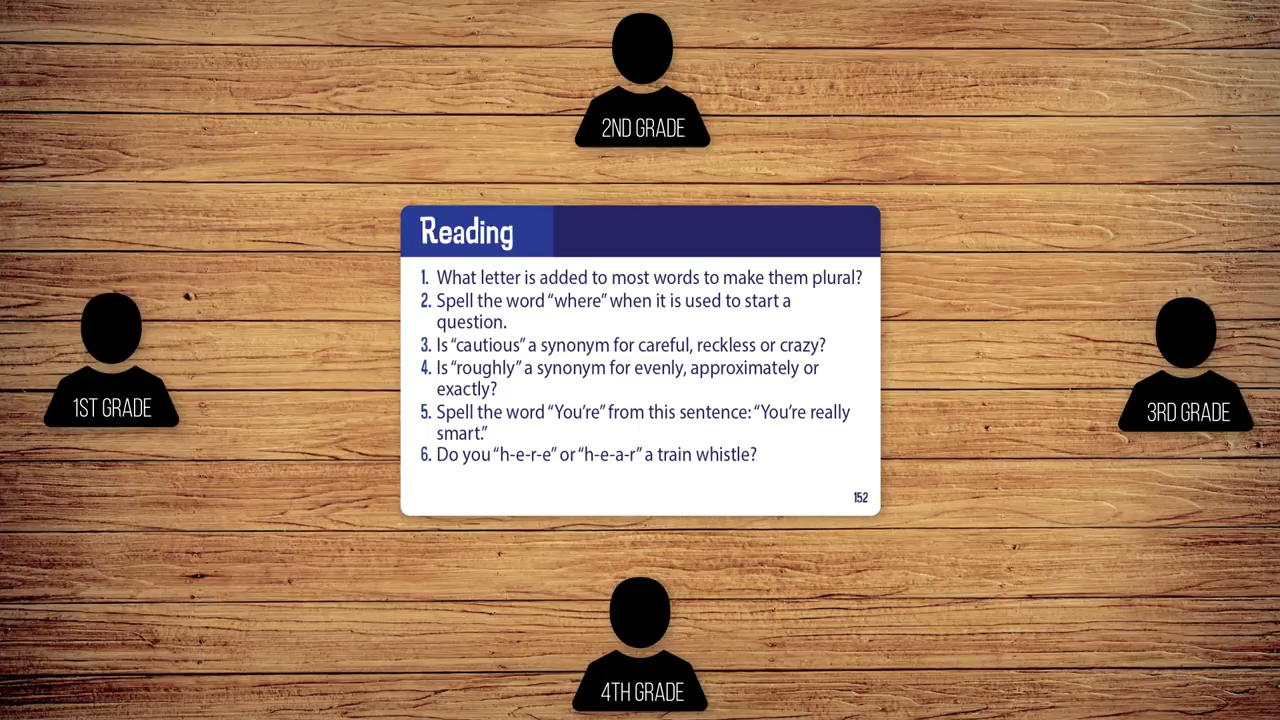 2ND GRADE
Reading
1. What letter is added to most words to make them plural?
2. Spell the word “where” when it is used to start a
question.
3. Is “cautious” a synonym for careful, reckless or crazy?
4. Is “roughly” a synonym for evenly, approximately or
exactly?
5. Spell the word “You’re” from this sentence: “You’re really
smart.”
6. Do you “h-e-r-e” or “h-e-a-r” a train whistle?
152
1ST GRADE
3RD GRADE
4TH GRADE